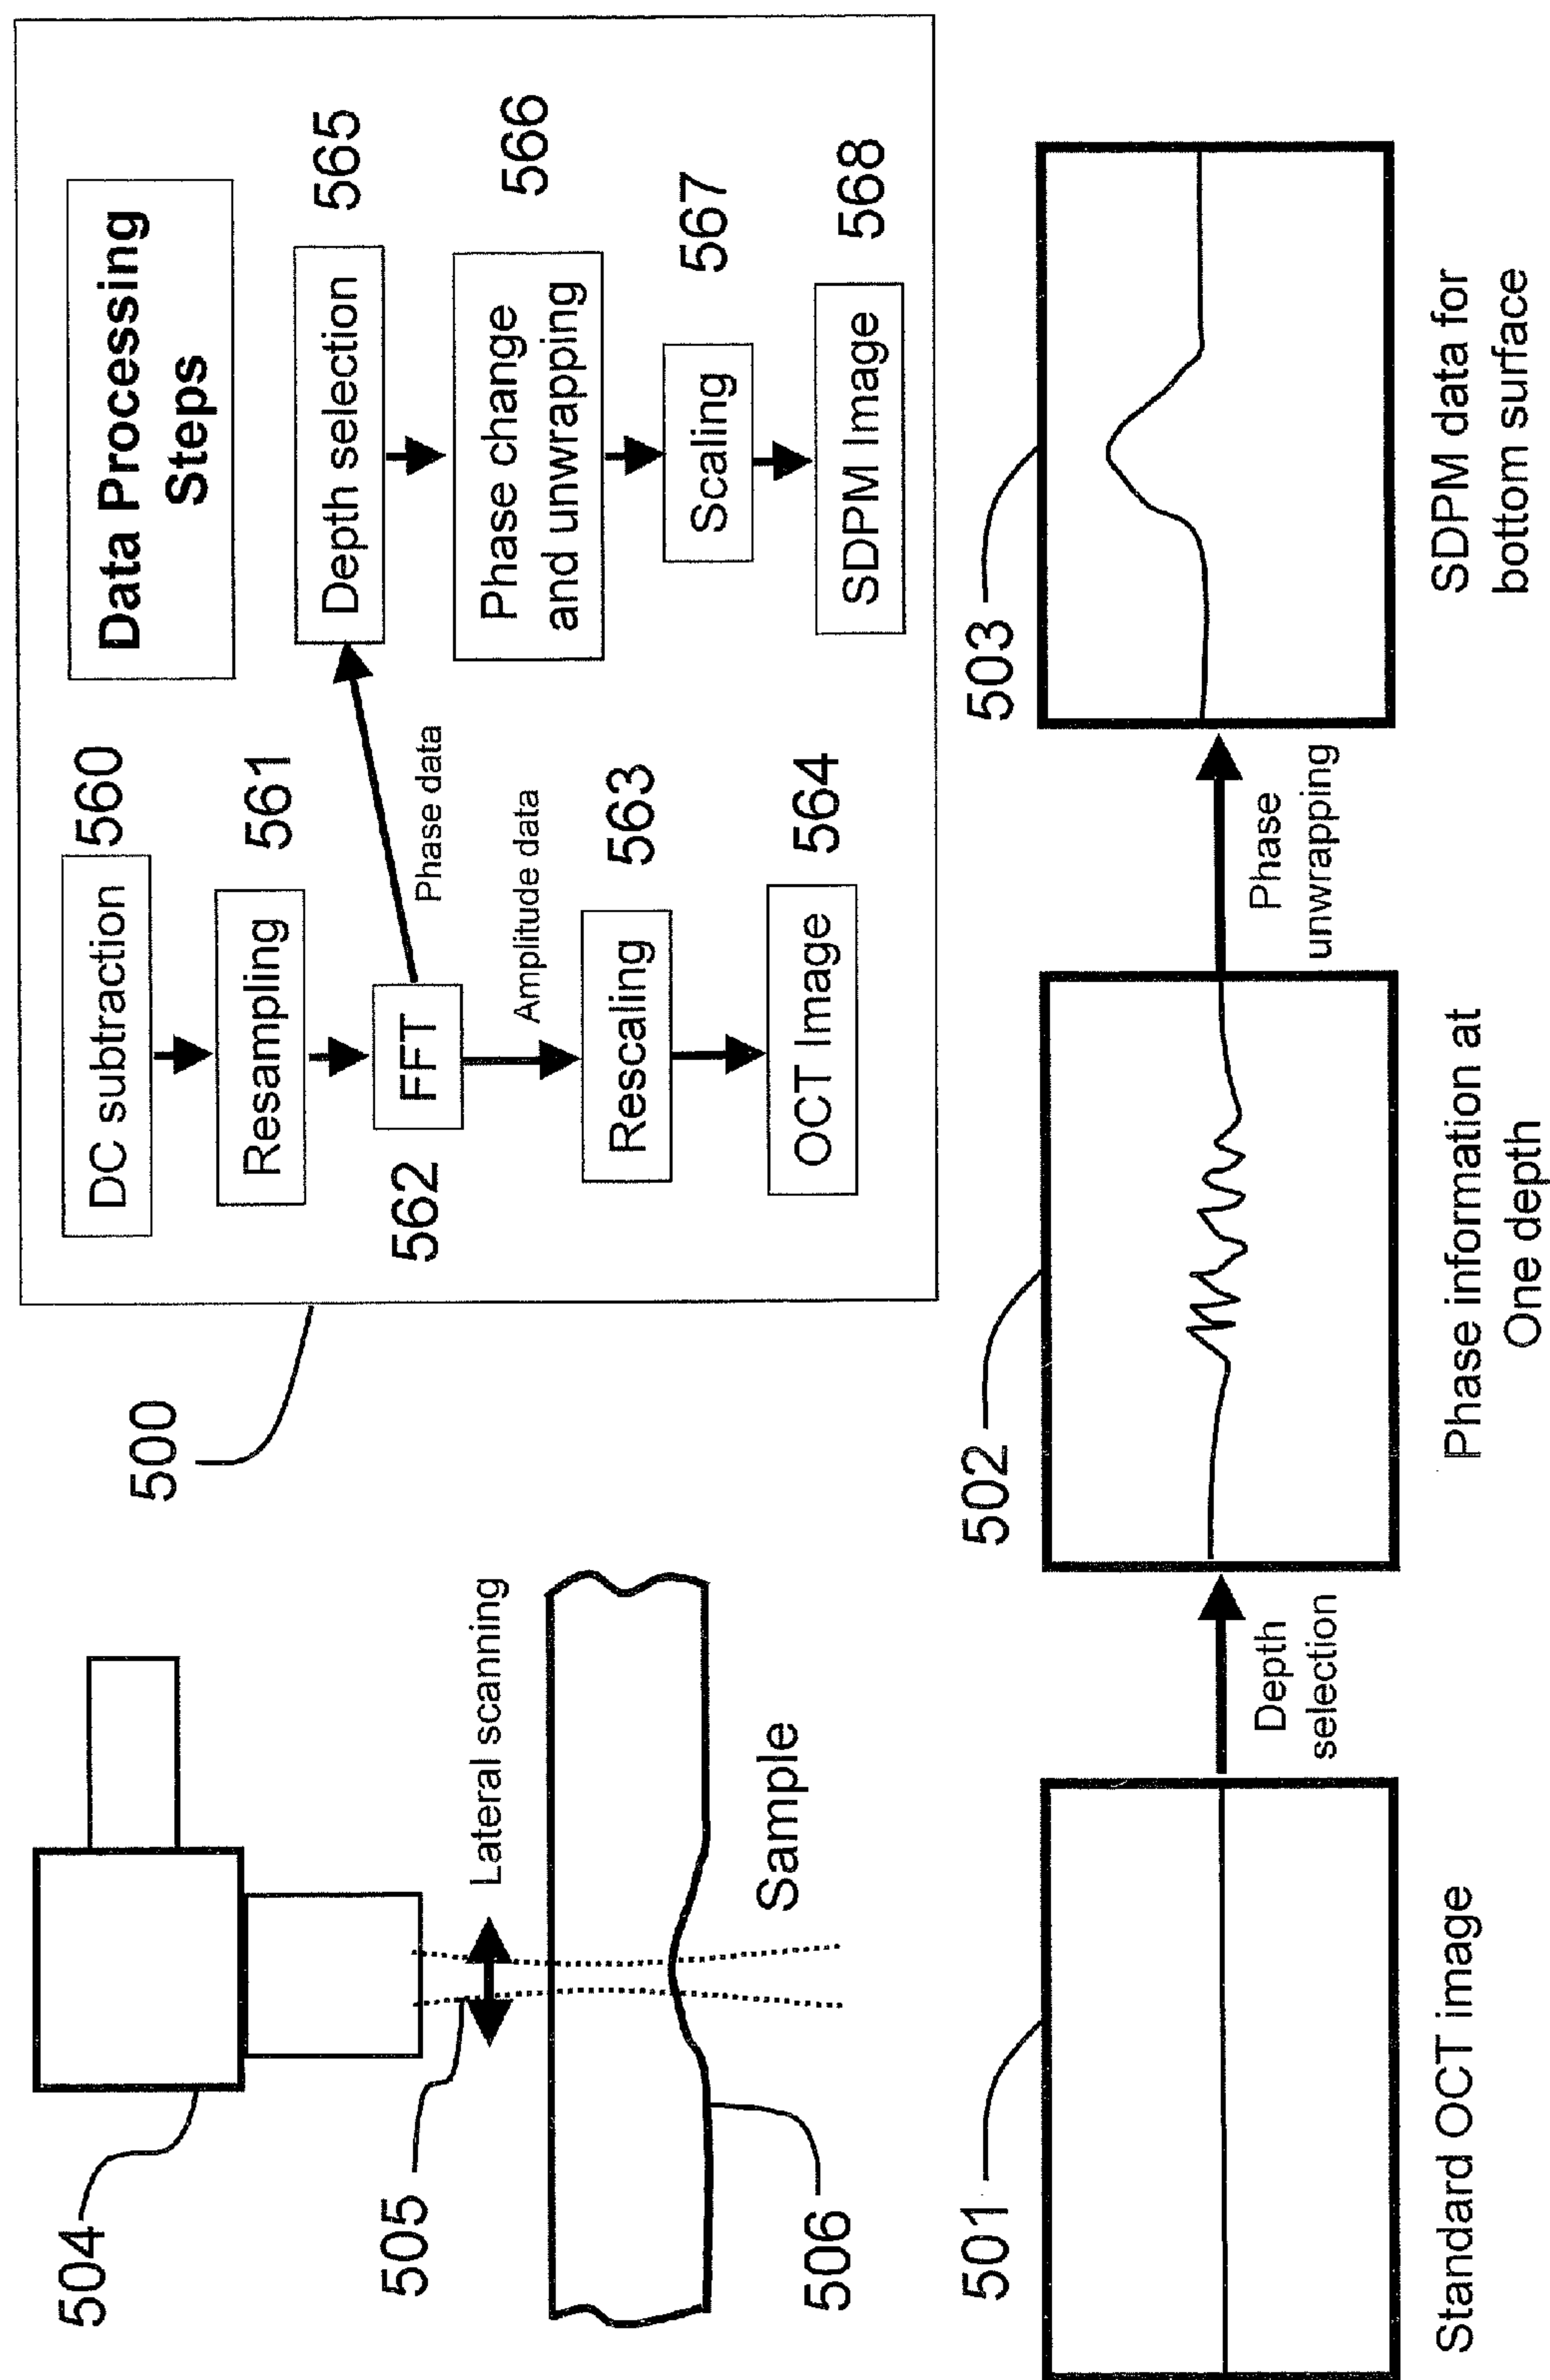 504
505
Lateral scanning
506
Sample
500
Data Processing
Steps
DC subtraction
560
Resampling
561
FFT
562
Phase data
Amplitude data
Rescaling
563
OCT Image
564
Depth selection
565
Phase change
and unwrapping
566
Scaling
567
SDPM Image
568
501
Standard OCT image
Depth
selection
502
Phase information at
One depth
Phase
unwrapping
503
SDPM data for
bottom surface